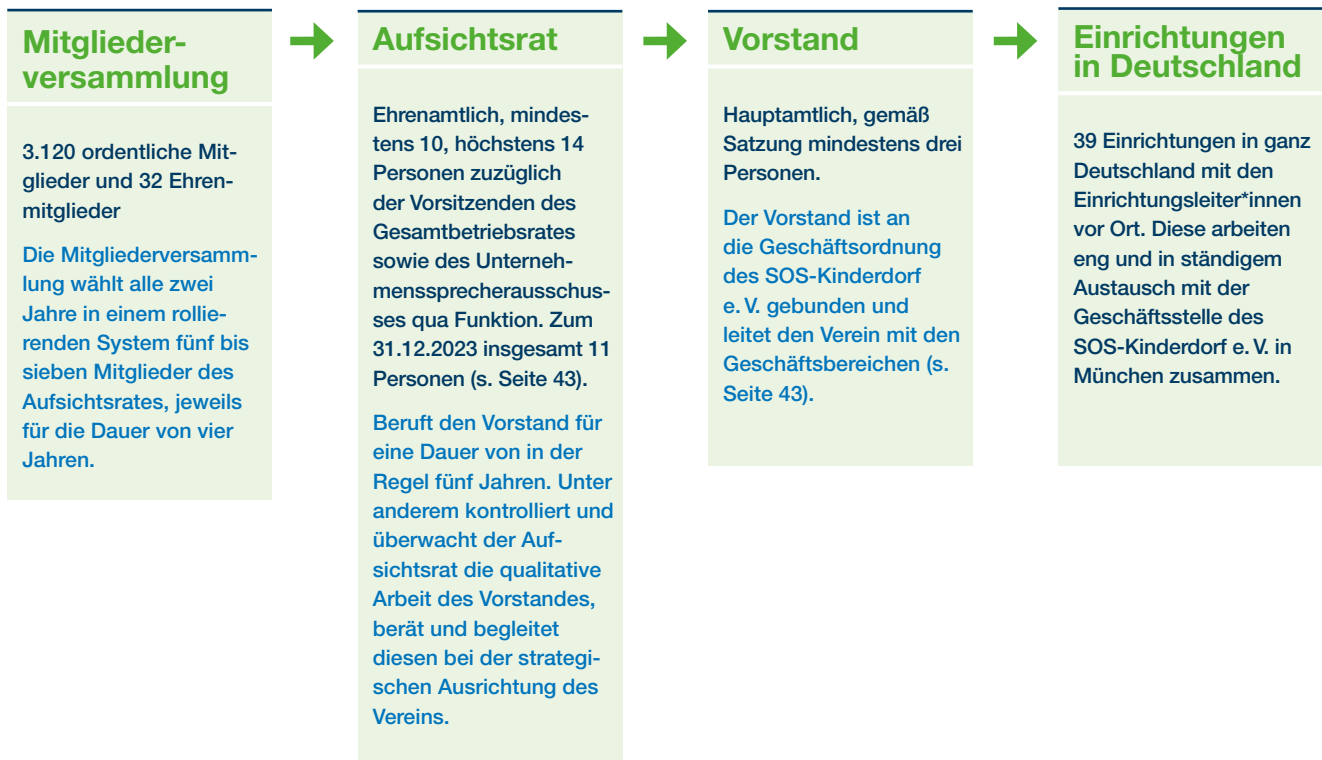 Mitglieder-
versammlung
3.120 ordentliche Mit-
glieder und 32 Ehren-
mitglieder
Die Mitgliederversamm-
lung wählt alle zwei
Jahre in einem rollie-
renden System fünf bis
sieben Mitglieder des
Aufsichtsrates, jeweils
für die Dauer von vier
Jahren.
Aufsichtsrat
Ehrenamtlich, mindes-
tens 10, höchstens 14
Personen zuzüglich
der Vorsitzenden des
Gesamtbetriebsrates
sowie des Unterneh-
menssprecherausschus-
ses qua Funktion. Zum
31.12.2023 insgesamt 11
Personen (s. Seite 43).
Beruft den Vorstand für
eine Dauer von in der
Regel fünf Jahren. Unter
anderem kontrolliert und
überwacht der Auf-
sichtsrat die qualitative
Arbeit des Vorstandes,
berät und begleitet
diesen bei der strategi-
schen Ausrichtung des
Vereins.
Vorstand
Hauptamtlich, gemäß
Satzung mindestens drei
Personen.
Der Vorstand ist an
die Geschäftsordnung
des SOS-Kinderdorf
e. V. gebunden und
leitet den Verein mit den
Geschäftsbereichen (s.
Seite 43).
Einrichtungen
in Deutschland
39 Einrichtungen in ganz
Deutschland mit den
Einrichtungsleiter*innen
vor Ort. Diese arbeiten
eng und in ständigem
Austausch mit der
Geschäftsstelle des
SOS-Kinderdorf e. V. in
München zusammen.